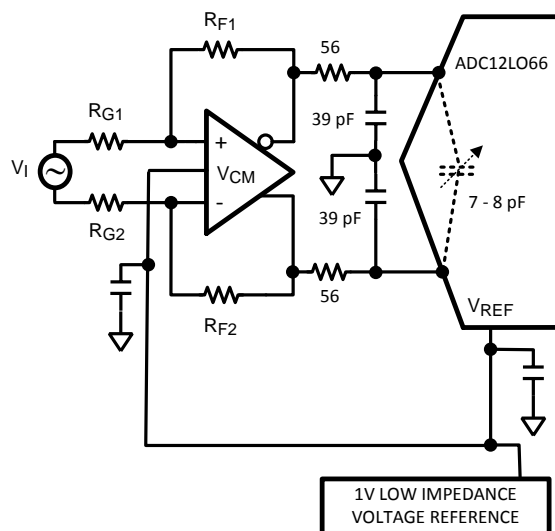 RF1
56
ADC12LO66
RG1
39 pF
+
VI
VCM
7 - 8 pF
-
39 pF
RG2
RF2
56
VREF
1V LOW IMPEDANCE
VOLTAGE REFERENCE